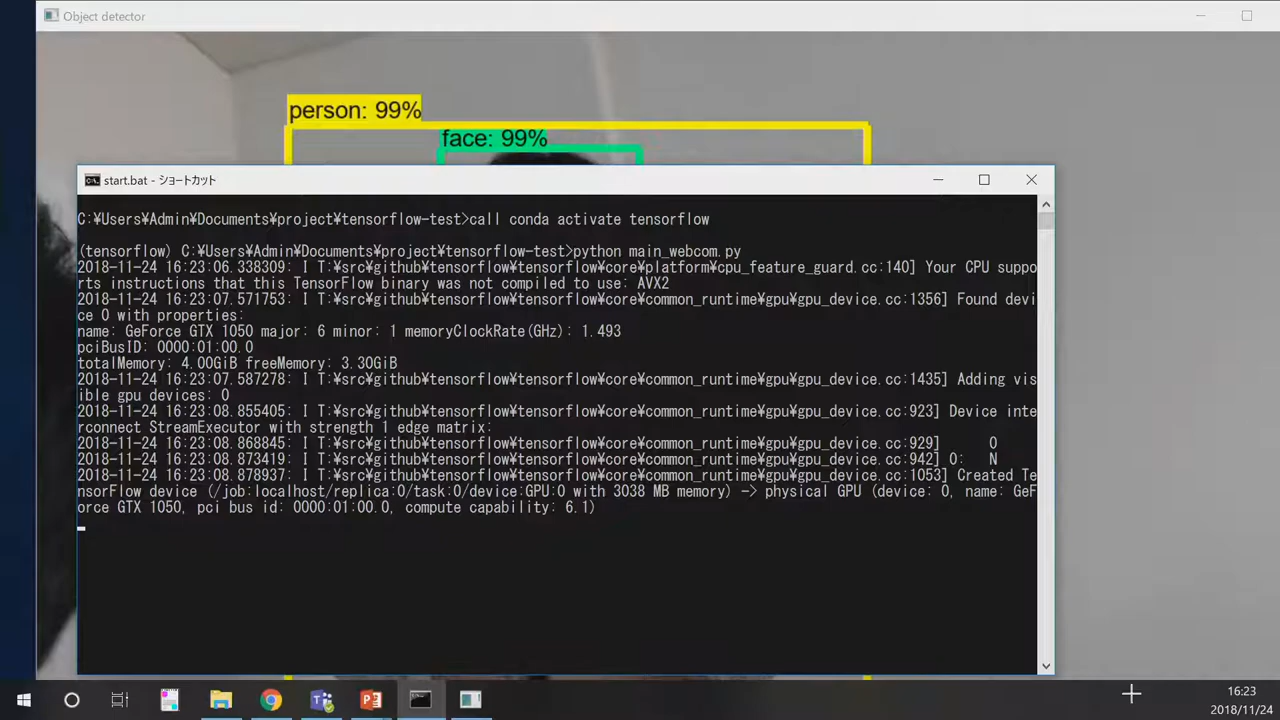 Object detector
person: 99%
face: 99%
start.bat - ショートカット
C:¥Users¥Admin¥Documents¥project¥tensorflow-test>call conda activate tensorflow
(tensorflow) C:¥Users¥Admin¥Documents¥project¥tensorflow-test>python main_webcom.py
2018-11-24 16:23:06.338309: I T:¥src¥github¥tensorflow¥tensorflow¥core¥platform¥cpu_feature_guard.cc:140] Your CPU suppo
rts instructions that this TensorFlow binary was not compiled to use: AVX2
2018-11-24 16:23:07.571753: I T:¥src¥github¥tensorflow¥tensorflow¥core¥common_runtime¥gpu¥gpu_device.cc:1356] Found devi
ce 0 with properties:
name: GeForce GTX 1050 major: 6 minor: 1 memoryClockRate(GHz): 1.493
pciBusID: 0000:01:00.0
totalMemory: 4.00GiB freeMemory: 3.30GiB
2018-11-24 16:23:07.587278: I T:¥src¥github¥tensorflow¥tensorflow¥core¥common_runtime¥gpu¥gpu_device.cc:1435] Adding vis
ible gpu devices: 0
2018-11-24 16:23:08.855405: I T:¥src¥github¥tensorflow¥tensorflow¥core¥common_runtime¥gpu¥gpu_device.cc:923] Device inte
rconnect StreamExecutor with strength 1 edge matrix:
2018-11-24 16:23:08.868845: I T:¥src¥github¥tensorflow¥tensorflow¥core¥common_runtime¥gpu¥gpu_device.cc:929]      0
2018-11-24 16:23:08.873419: I T:¥src¥github¥tensorflow¥tensorflow¥core¥common_runtime¥gpu¥gpu_device.cc:942] 0:   N
2018-11-24 16:23:08.878937: I T:¥src¥github¥tensorflow¥tensorflow¥core¥common_runtime¥gpu¥gpu_device.cc:1053] Created Te
nsorFlow device (/job:localhost/replica:0/task:0/device:GPU:0 with 3038 MB memory) -> physical GPU (device: 0, name: GeF
orce GTX 1050, pci bus id: 0000:01:00.0, compute capability: 6.1)
16:23
2018/11/24